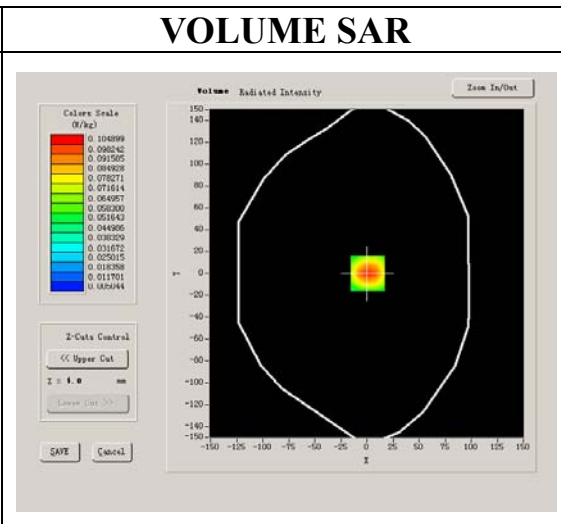 VOLUME SAR
Volume Radiated Intensity
Zoom In/Out
Colors Scale
(W/kg)
0.104899
0.098242
0.091585
0.084928
0.078271
0.071614
0.064957
0.058300
0.051643
0.044986
0.038329
0.031672
0.025015
0.018358
0.011701
0.005044
Z-Cuts Control
<< Upper Cut
Z = 4.0 mm
Lower Cut >>
SAVE
Cancel
150
140
120
100
80
60
40
20
0
-20
-40
-60
-80
-100
-120
-140
-150
Y
-150 -125 -100 -75 -50 -25 0 25 50 75 100 125 150
X